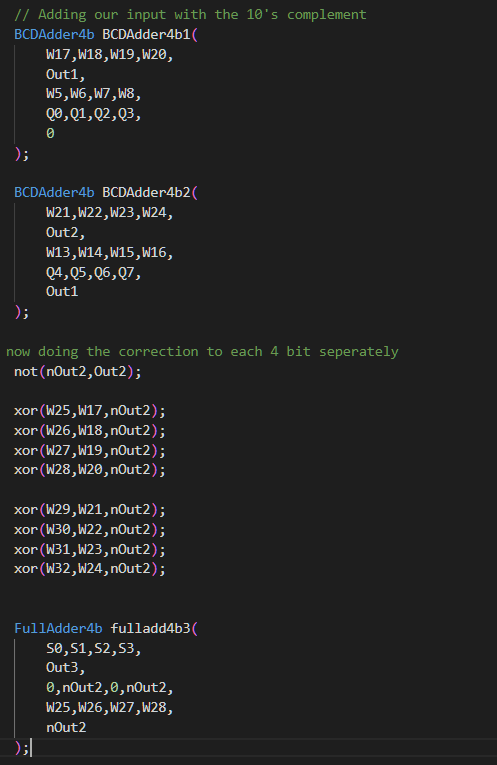 // Adding our input with the 10's complement
BCDAdder4b BCDAdder4b1(
W17,W18,W19,W20,
Out1,
W5,W6,W7,W8,
Q0,Q1,Q2,Q3,
0
);
BCDAdder4b BCDAdder4b2(
W21,W22,W23,W24,
Out2,
W13,W14,W15,W16,
Q4,Q5,Q6,Q7,
Out1
);
now doing the correction to each 4 bit seperately
not(nOut2,Out2);
xor(W25,W17,nOut2);
xor(W26,W18,nOut2);
xor(W27,W19,nOut2);
xor(W28,W20,nOut2);
xor(W29,W21,nOut2);
xor(W30,W22,nOut2);
xor(W31,W23,nOut2);
xor(W32,W24,nOut2);
FullAdder4b fulladd4b3(
S0,S1,S2,S3,
Out3,
0,nOut2,0,nOut2,
W25,W26,W27,W28,
nOut2
);